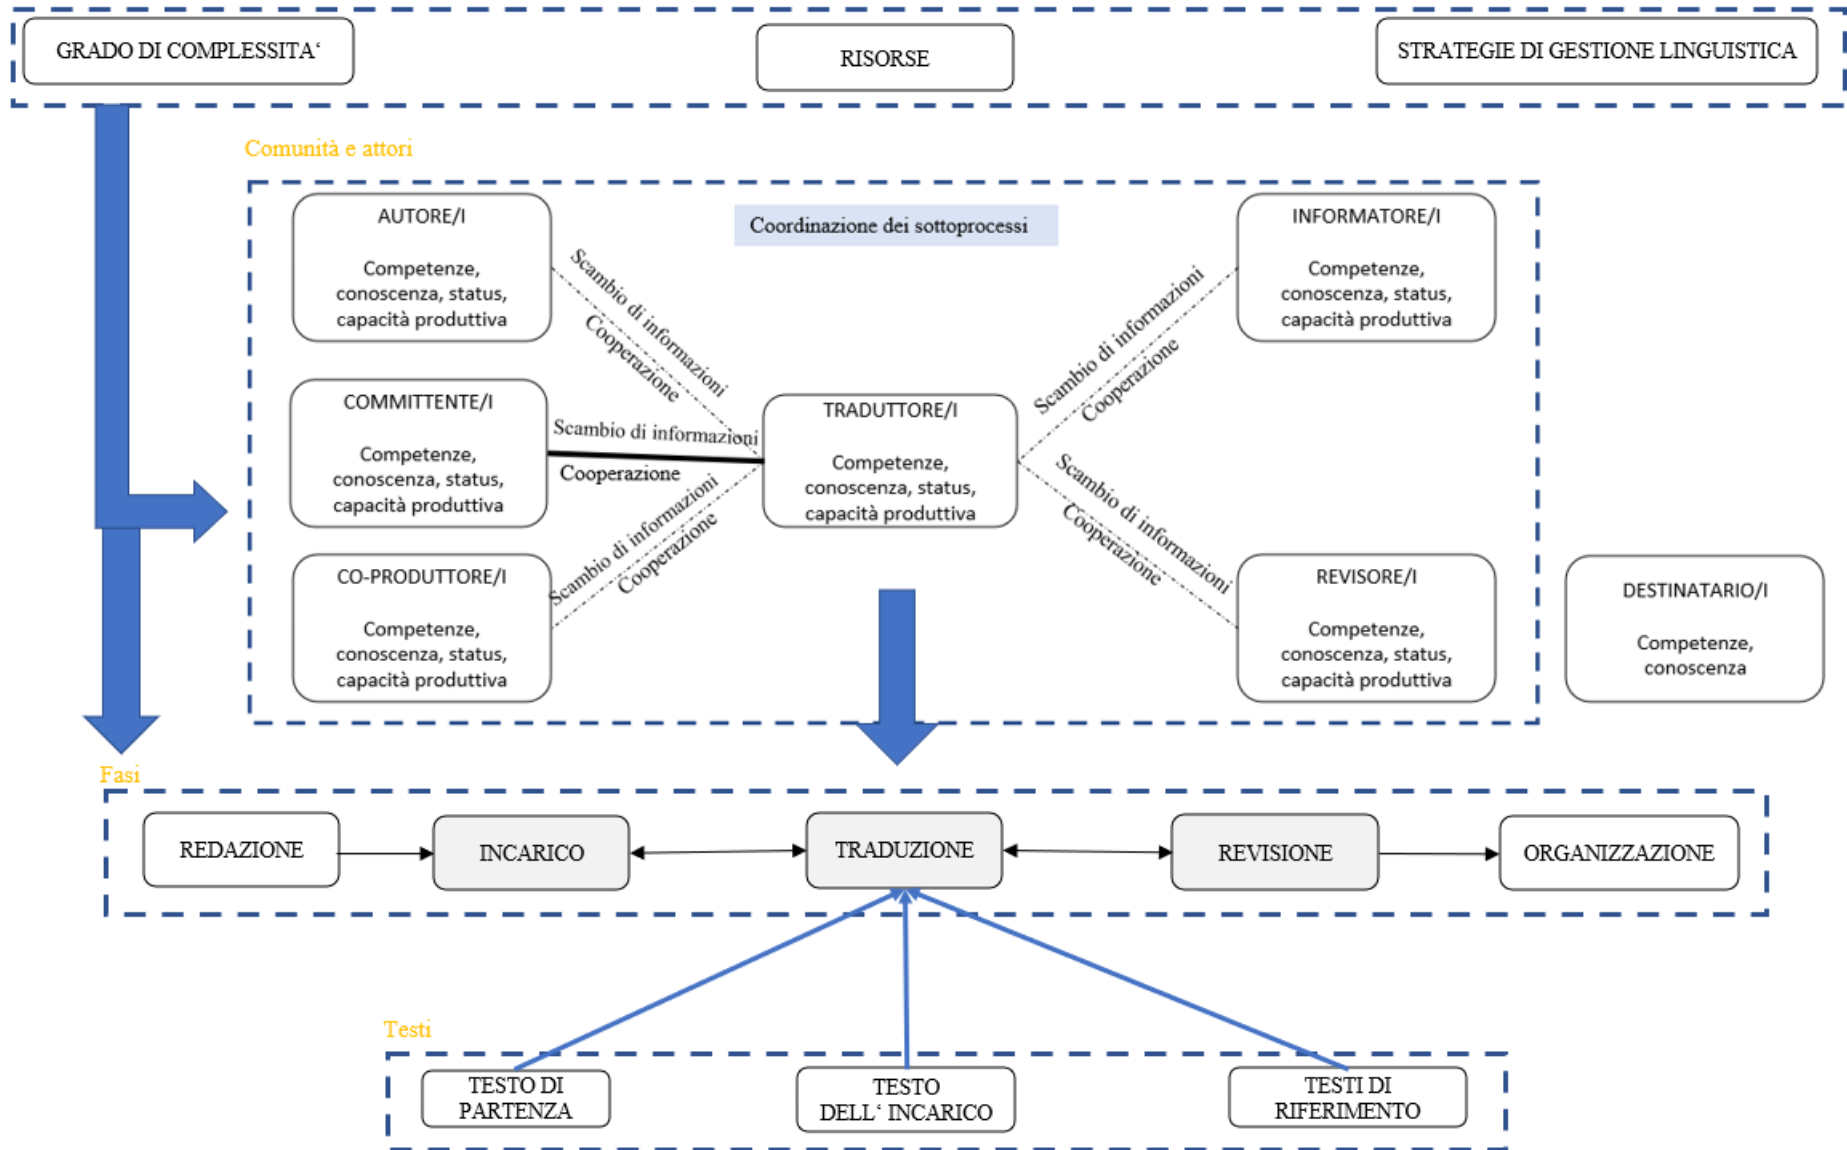 GRADO DI COMPLESSITA‘
RISORSE
STRATEGIE DI GESTIONE LINGUISTICA
Comunità e attori
Coordinazione dei sottoprocessi
AUTORE/I
Competenze,
conoscenza, status,
capacità produttiva
Scambio di informazioni
Cooperazione
INFORMATORE/I
Competenze,
conoscenza, status,
capacità produttiva
Scambio di informazioni
Cooperazione
COMMITTENTE/I
Competenze,
conoscenza, status,
capacità produttiva
Scambio di informazioni
Cooperazione
TRADUTTORE/I
Competenze,
conoscenza, status,
capacità produttiva
CO-PRODUTTORE/I
Competenze,
conoscenza, status,
capacità produttiva
Scambio di informazioni
Cooperazione
Scambio di informazioni
Cooperazione
REVISORE/I
Competenze,
conoscenza, status,
capacità produttiva
DESTINATARIO/I
Competenze,
conoscenza
Fasi
REDAZIONE
INCARICO
TRADUZIONE
REVISIONE
ORGANIZZAZIONE
Testi
TESTO DI
PARTENZA
TESTO
DELL‘ INCARICO
TESTI DI
RIFERIMENTO